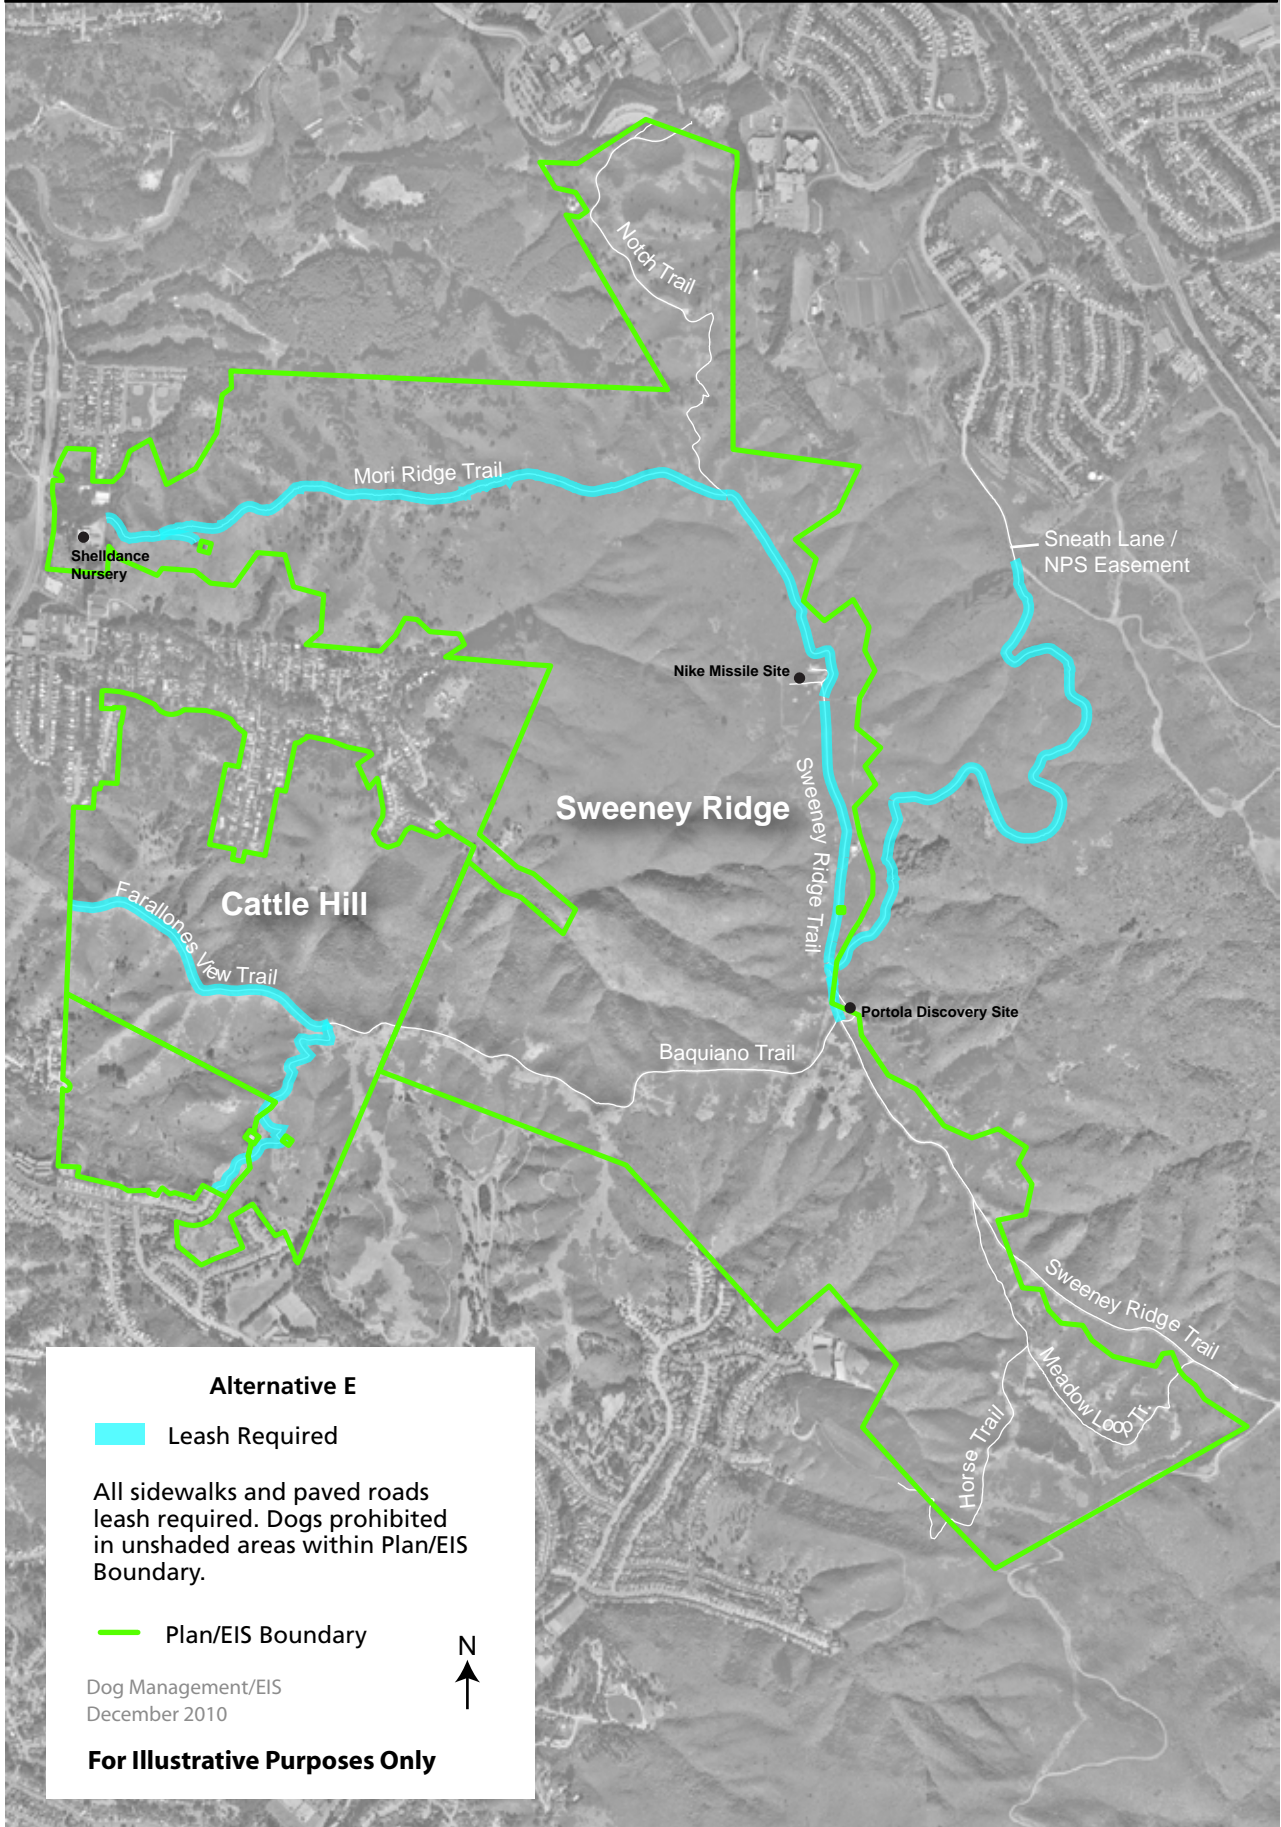 Notch Trail
Mori Ridge Trail
Sneath Lane /
NPS Easement
Shelldance
Nursery
Nike Missile Site
Sweeney Ridge Trail
Sweeney Ridge
Cattle Hill
Farallones View Trail
Portola Discovery Site
Baquiano Trail
Sweeney Ridge Trail
Meadow Loop Tr.
Horse Trail
Alternative E
Leash Required
All sidewalks and paved roads
leash required. Dogs prohibited
in unshaded areas within Plan/EIS
Boundary.
Plan/EIS Boundary
N
Dog Management/EIS
December 2010
For Illustrative Purposes Only